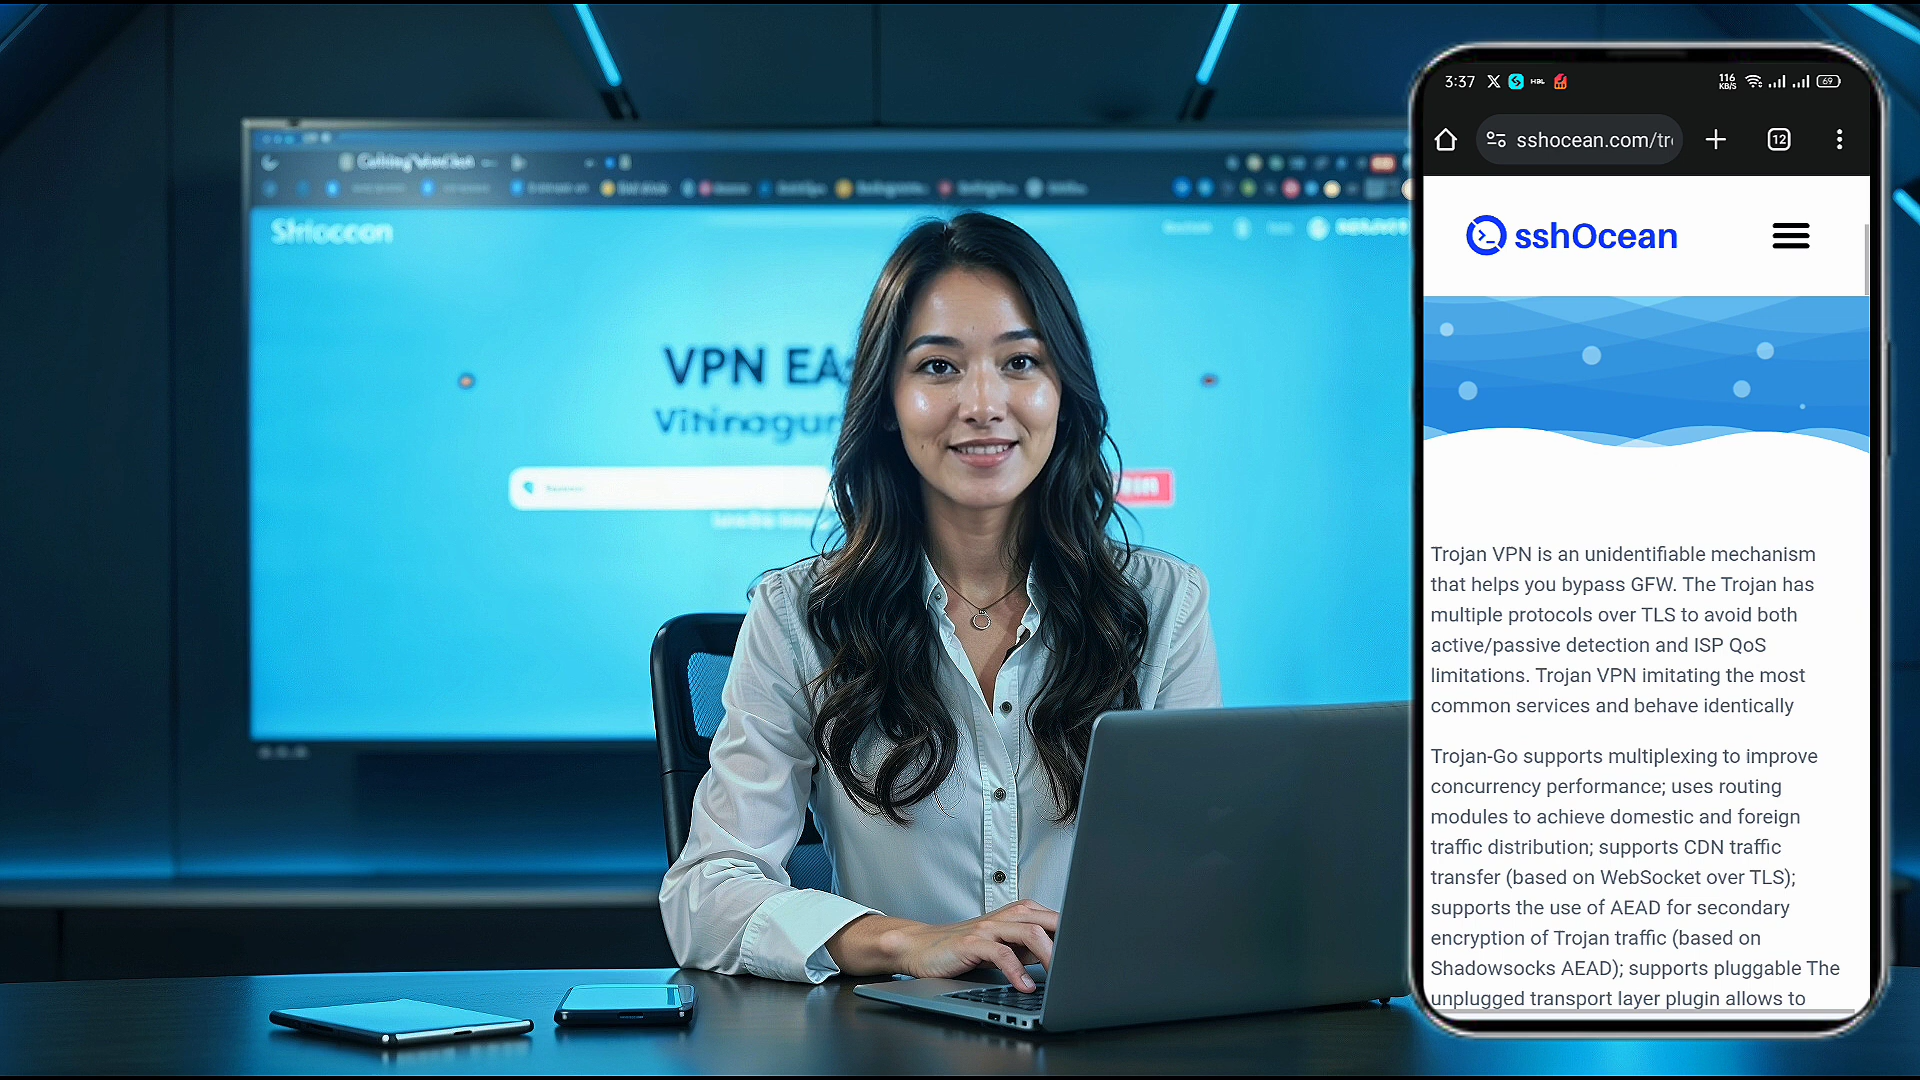 VPN EA
3:37
HBL
116
KB/S
69
sshocean.com/tr
12
sshOcean
Trojan VPN is an unidentifiable mechanism
that helps you bypass GFW. The Trojan has
multiple protocols over TLS to avoid both
active/passive detection and ISP QoS
limitations. Trojan VPN imitating the most
common services and behave identically
Trojan-Go supports multiplexing to improve
concurrency performance; uses routing
modules to achieve domestic and foreign
traffic distribution; supports CDN traffic
transfer (based on WebSocket over TLS);
supports the use of AEAD for secondary
encryption of Trojan traffic (based on
Shadowsocks AEAD); supports pluggable The
unplugged transport layer plugin allows to